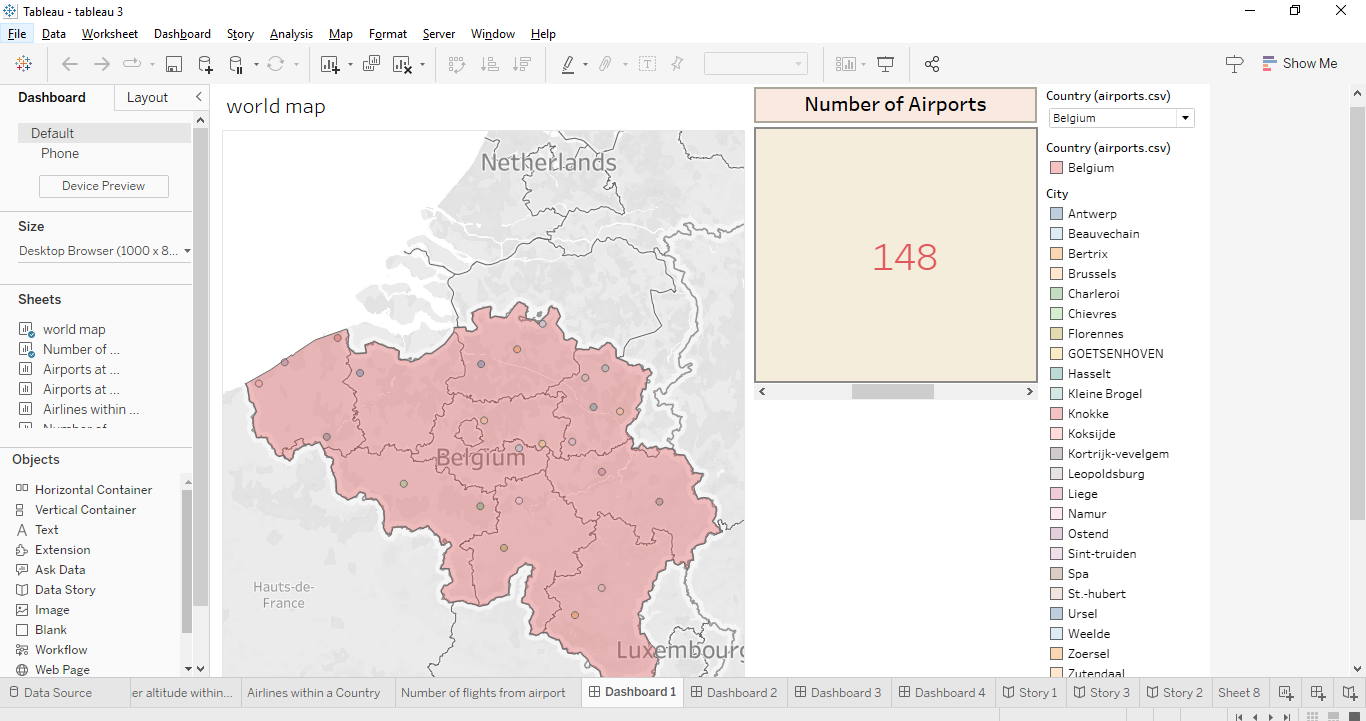 Tableau - tableau 3
File Data Worksheet Dashboard Story Analysis Map Format Server Window Help
Show Me
Dashboard Layout
Default
Phone
Device Preview
Size
Desktop Browser (1000 x 8...
Sheets
world map
Number of ...
Airports at ...
Airports at ...
Airlines within ...
Number of
Objects
Horizontal Container
Vertical Container
Text
Extension
Ask Data
Data Story
Image
Blank
Workflow
Web Page
world map
Netherlands
Belgium
Hauts-de-
France
Luxembourg
Number of Airports
148
Country (airports.csv)
Belgium
Country (airports.csv)
Belgium
City
Antwerp
Beauvechain
Bertrix
Brussels
Charleroi
Chievres
Florennes
GOETSENHOVEN
Hasselt
Kleine Brogel
Knokke
Koksijde
Kortrijk-vevelgem
Leopoldsburg
Liege
Namur
Ostend
Sint-truiden
Spa
St.-hubert
Ursel
Weelde
Zoersel
Zutendaal
Data Source er altitude within... Airlines within a Country Number of flights from airport Dashboard 1 Dashboard 2 Dashboard 3 Dashboard 4 Story 1 Story 3 Story 2 Sheet 8